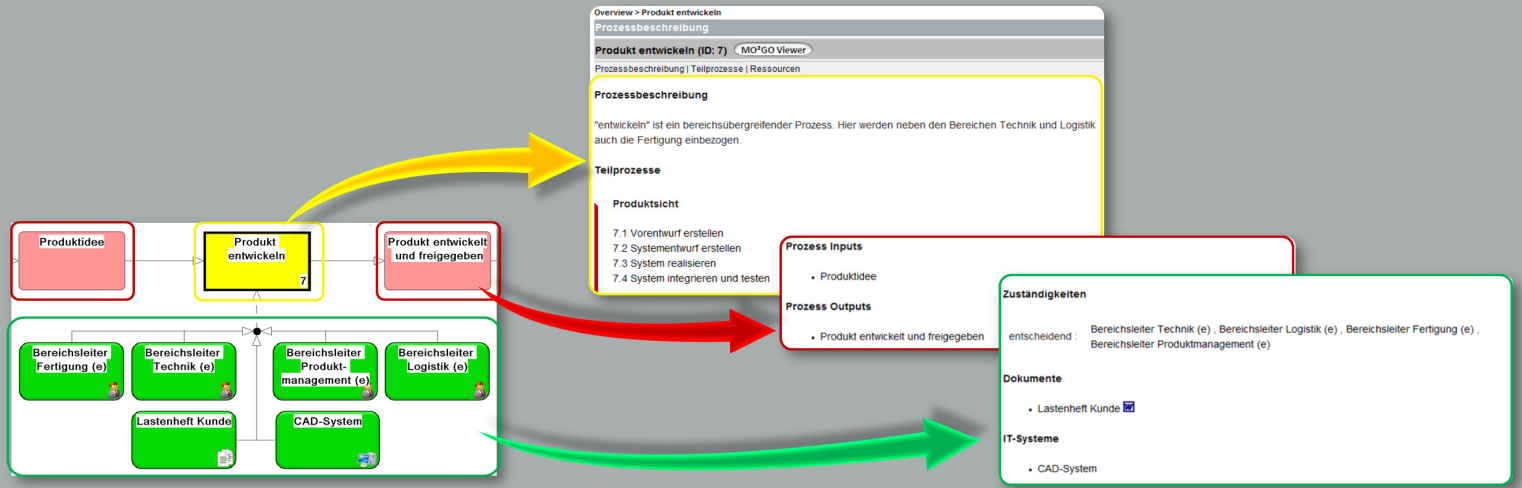 Overview > Produkt entwickeln
Prozessbeschreibung
Produkt entwickeln (ID: 7) MO²GO Viewer
Prozessbeschreibung | Teilprozesse | Ressourcen
Prozessbeschreibung
"entwickeln" ist ein bereichsübergreifender Prozess. Hier werden neben den Bereichen Technik und Logistik
auch die Fertigung einbezogen.
Teilprozesse
Produktsicht
7.1 Vorentwurf erstellen
7.2 Systementwurf erstellen
7.3 System realisieren
7.4 System integrieren und testen
Prozess Inputs
• Produktidee
Prozess Outputs
• Produkt entwickelt und freigegeben
Zuständigkeiten
entscheidend : Bereichsleiter Technik (e) , Bereichsleiter Logistik (e) , Bereichsleiter Fertigung (e) ,
Bereichsleiter Produktmanagement (e)
Dokumente
• Lastenheft Kunde W
IT-Systeme
• CAD-System
Produktidee
Produkt
entwickeln
7
Produkt entwickelt
und freigegeben
Bereichsleiter
Fertigung (e)
Bereichsleiter
Technik (e)
Bereichsleiter
Produkt-
management (e)
Bereichsleiter
Logistik (e)
Lastenheft Kunde
CAD-System